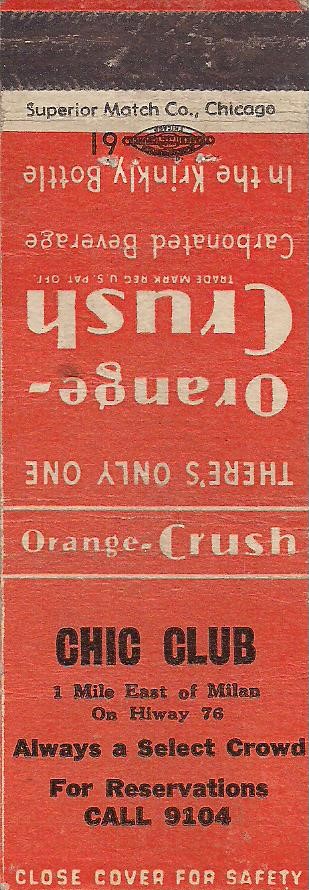 Superior Match Co., Chicago
61
In the Krinkly Bottle
Carbonated Beverage
TRADE MARK REG. U.S. PAT. OFF.
Crush
Orange-
THERE'S ONLY ONE
Orange-Crush
CHIC CLUB
1 Mile East of Milan
On Hiway 76
Always a Select Crowd
For Reservations
CALL 9104
CLOSE COVER FOR SAFETY